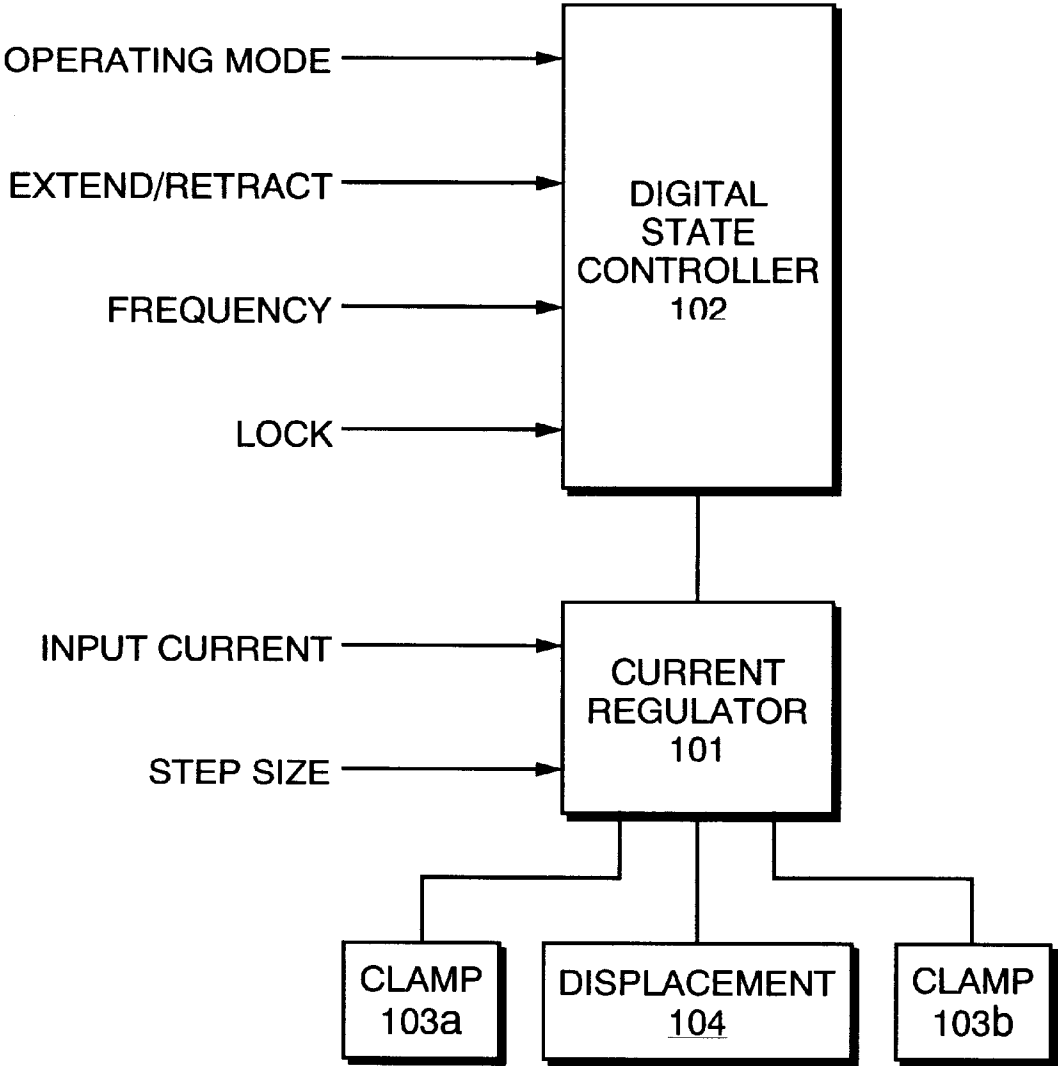 OPERATING MODE
EXTEND/RETRACT
FREQUENCY
LOCK
DIGITAL
STATE
CONTROLLER
102
INPUT CURRENT
STEP SIZE
CURRENT
REGULATOR
101
CLAMP
103a
DISPLACEMENT
104
CLAMP
103b